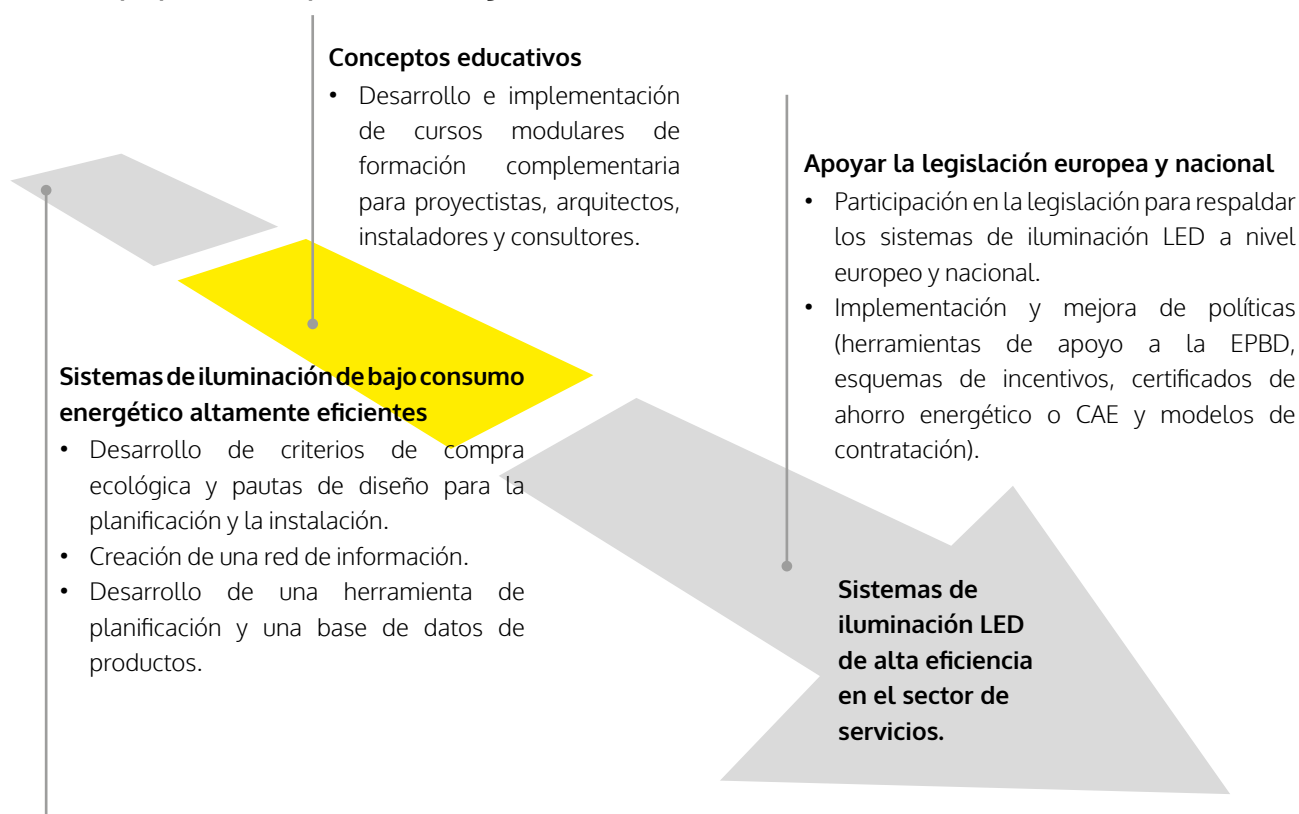 Conceptos educativos
• Desarrollo e implementación
de cursos modulares de
formación complementaria
para proyectistas, arquitectos,
instaladores y consultores.
Apoyar la legislación europea y nacional
• Participación en la legislación para respaldar
los sistemas de iluminación LED a nivel
europeo y nacional.
• Implementación y mejora de políticas
(herramientas de apoyo a la EPBD,
esquemas de incentivos, certificados de
ahorro energético o CAE y modelos de
contratación).
Sistemas de iluminación de bajo consumo
energético altamente eficientes
• Desarrollo de criterios de compra
ecológica y pautas de diseño para la
planificación y la instalación.
• Creación de una red de información.
• Desarrollo de una herramienta de
planificación y una base de datos de
productos.
Sistemas de
iluminación LED
de alta eficiencia
en el sector de
servicios.